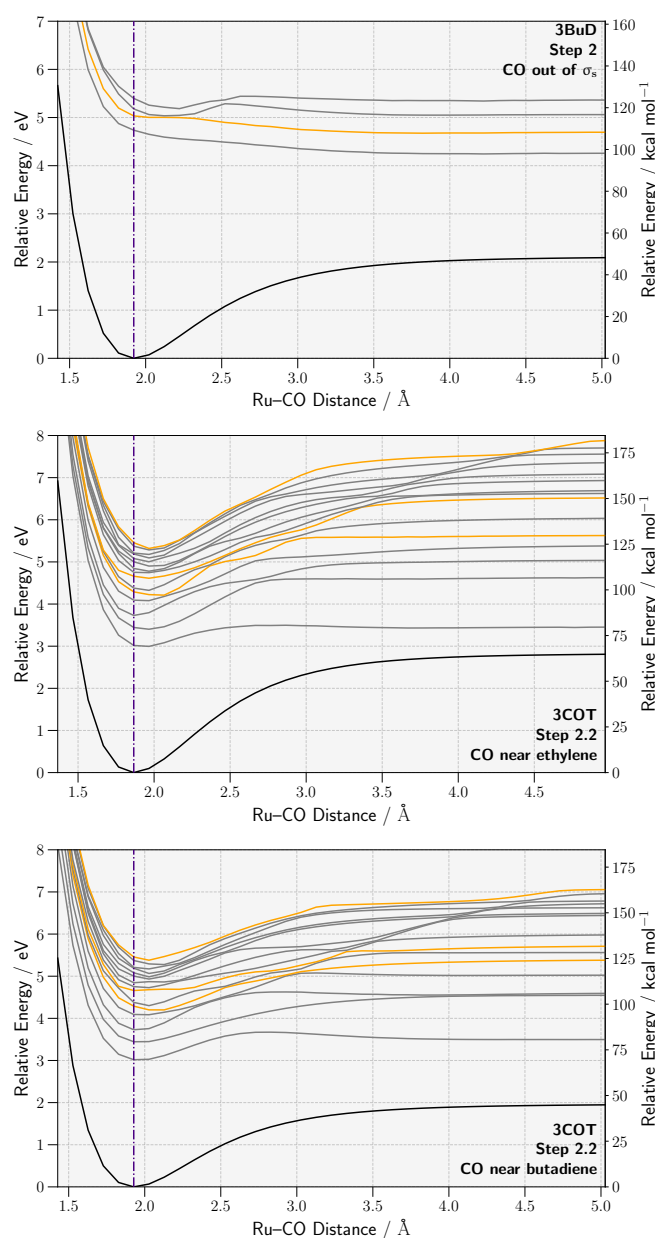 7
6
5
4
3
2
1
0
160
140
120
100
80
60
40
20
0
Relative Energy / eV
Relative Energy / kcal mol⁻¹
3BuD
Step 2
CO out of σₛ
1.5 2.0 2.5 3.0 3.5 4.0 4.5 5.0
Ru–CO Distance / Å
8
7
6
5
4
3
2
1
0
175
150
125
100
75
50
25
0
Relative Energy / eV
Relative Energy / kcal mol⁻¹
3COT
Step 2.2
CO near ethylene
1.5 2.0 2.5 3.0 3.5 4.0 4.5
Ru–CO Distance / Å
8
7
6
5
4
3
2
1
0
175
150
125
100
75
50
25
0
Relative Energy / eV
Relative Energy / kcal mol⁻¹
3COT
Step 2.2
CO near butadiene
1.5 2.0 2.5 3.0 3.5 4.0 4.5 5.0
Ru–CO Distance / Å